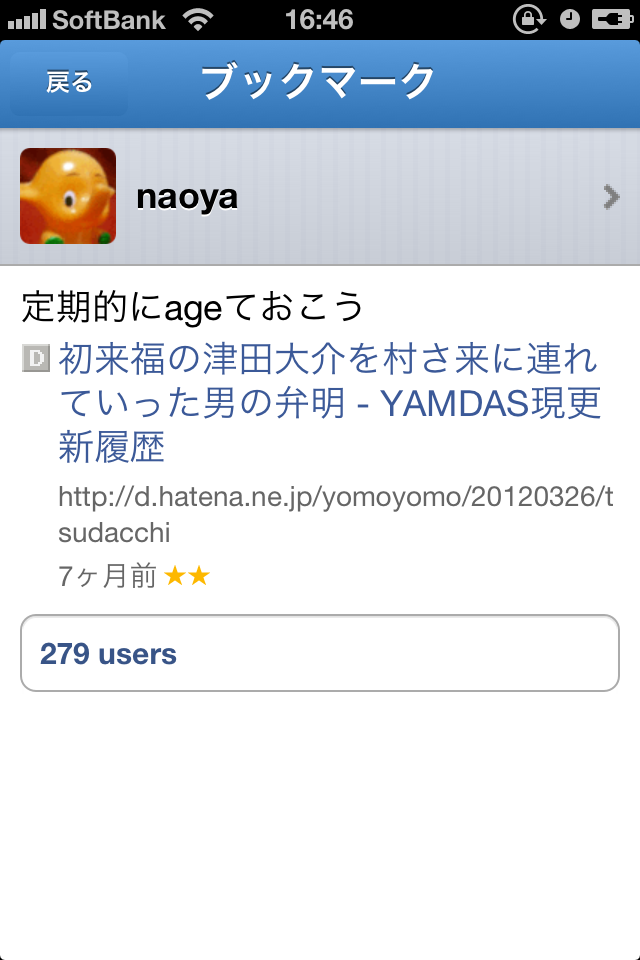 SoftBank 16:46
戻る ブックマーク
naoya
定期的にageておこう
D 初来福の津田大介を村さ来に連れ
ていった男の弁明 - YAMDAS現更
新履歴
http://d.hatena.ne.jp/yomoyomo/20120326/t
sudacchi
7ヶ月前 ★★
279 users